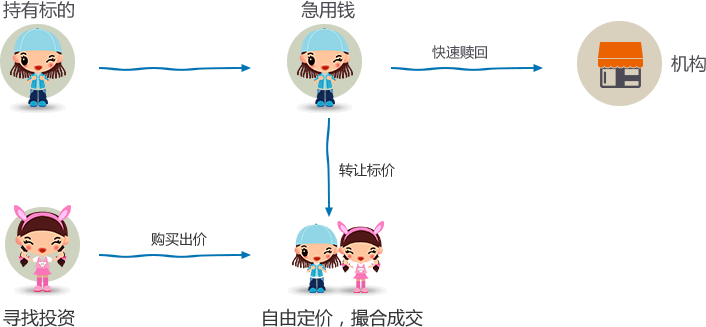 持有标的
急用钱
快速赎回
机构
转让标价
购买出价
寻找投资
自由定价，撮合成交